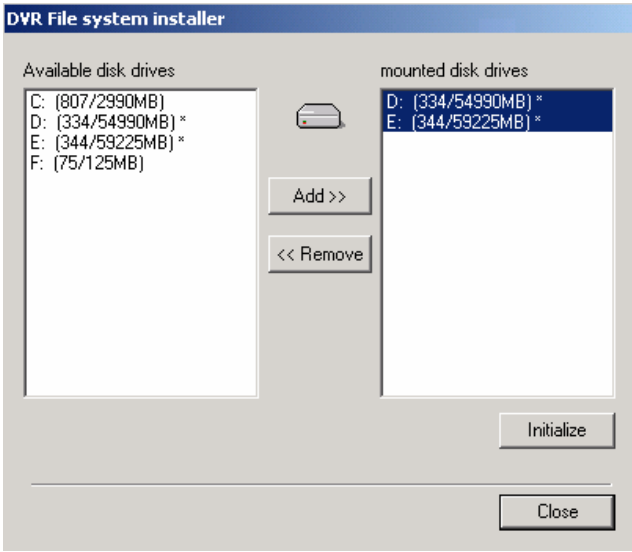 DVR File system installer
Available disk drives
C: (807/2990MB)
D: (334/54990MB) *
E: (344/59225MB) *
F: (75/125MB)
Add >>
<< Remove
mounted disk drives
D: (334/54990MB) *
E: (344/59225MB) *
Initialize
Close